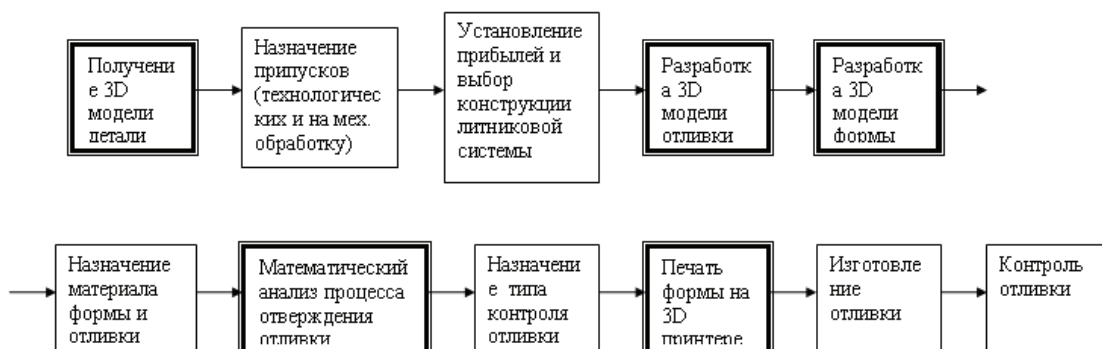 Получени
е 3D
модели
детали
Назначение
припусков
(технологичес
ких и на мех.
обработку)
Установление
прибылей и
выбор
конструкции
литниковой
системы
Разработк
а 3D
модели
отливки
Разработк
а 3D
модели
формы
Назначение
материала
формы и
отливки
Математический
анализ процесса
отверждения
отливки
Назначени
е типа
контроля
отливки
Печать
формы на
3D
принтере
Изготовле
ние
отливки
Контроль
отливки